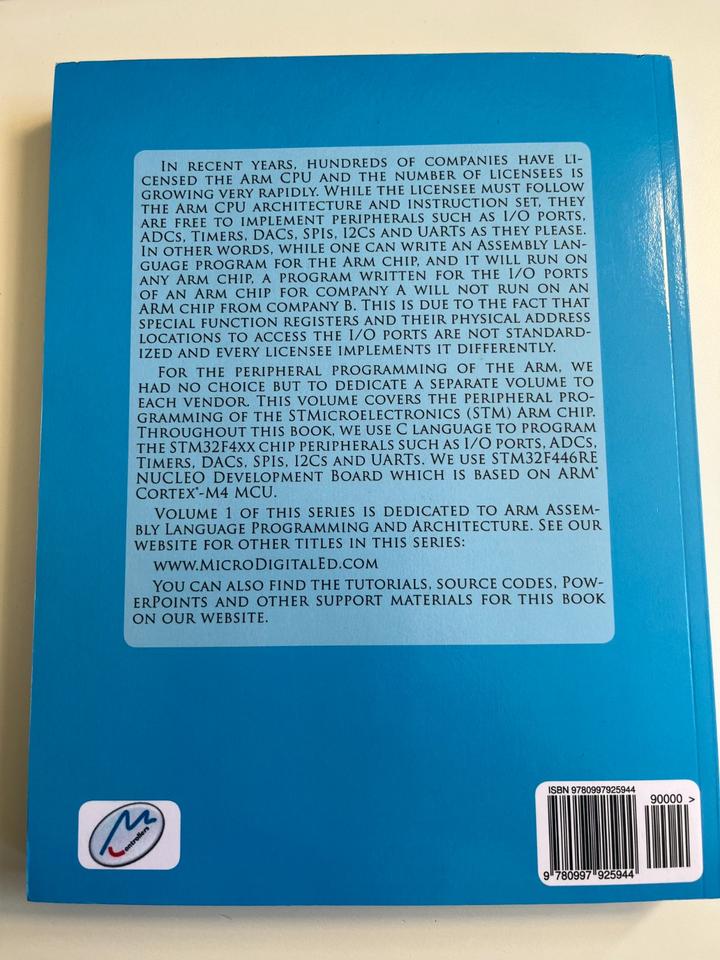 In recent years, hundreds of companies have li-
censed the Arm CPU and the number of licensees is
growing very rapidly. While the licensee must follow
the Arm CPU architecture and instruction set, they
are free to implement peripherals such as I/O ports,
ADCs, Timers, DACs, SPIs, I2Cs and UARTs as they please.
In other words, while one can write an Assembly lan-
guage program for the Arm chip, and it will run on
any Arm chip, a program written for the I/O ports
of an Arm chip for company A will not run on an
ARM chip from company B. This is due to the fact that
special function registers and their physical address
locations to access the I/O ports are not standard-
ized and every licensee implements it differently.
For the peripheral programming of the Arm, we
had no choice but to dedicate a separate volume to
each vendor. This volume covers the peripheral pro-
gramming of the STMicroelectronics (STM) Arm chip.
Throughout this book, we use C language to program
the STM32F4xx chip peripherals such as I/O ports, ADCs,
Timers, DACs, SPIs, I2Cs and UARTs. We use STM32F446RE
NUCLEO Development Board which is based on ARM®
Cortex®-M4 MCU.
Volume 1 of this series is dedicated to Arm Assem-
bly Language Programming and Architecture. See our
website for other titles in this series:
www.MicroDigitalEd.com
You can also find the tutorials, source codes, Pow-
erPoints and other support materials for this book
on our website.
M
Controllers
ISBN 9780997925944
90000 >
9 780997 925944